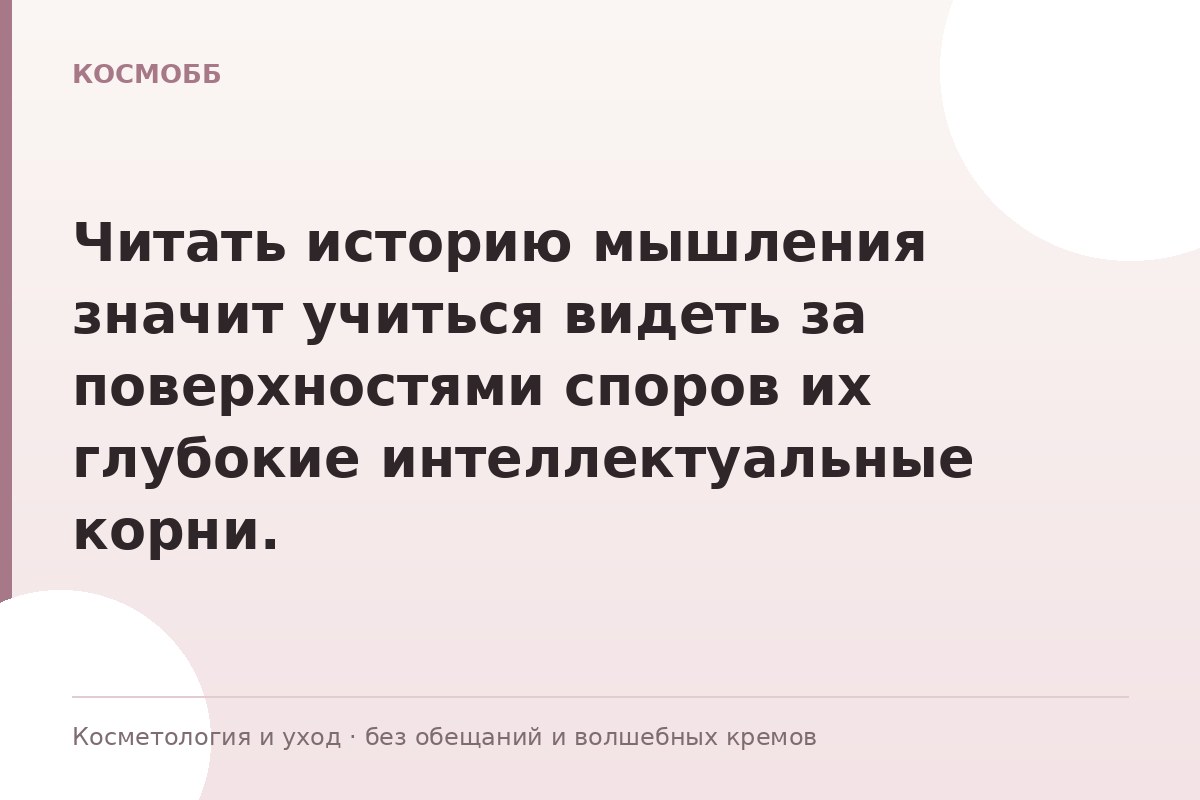 КОСМОББ
Читать историю мышления
значит учиться видеть за
поверхностями споров их
глубокие интеллектуальные
корни.
Косметология и уход · без обещаний и волшебных кремов